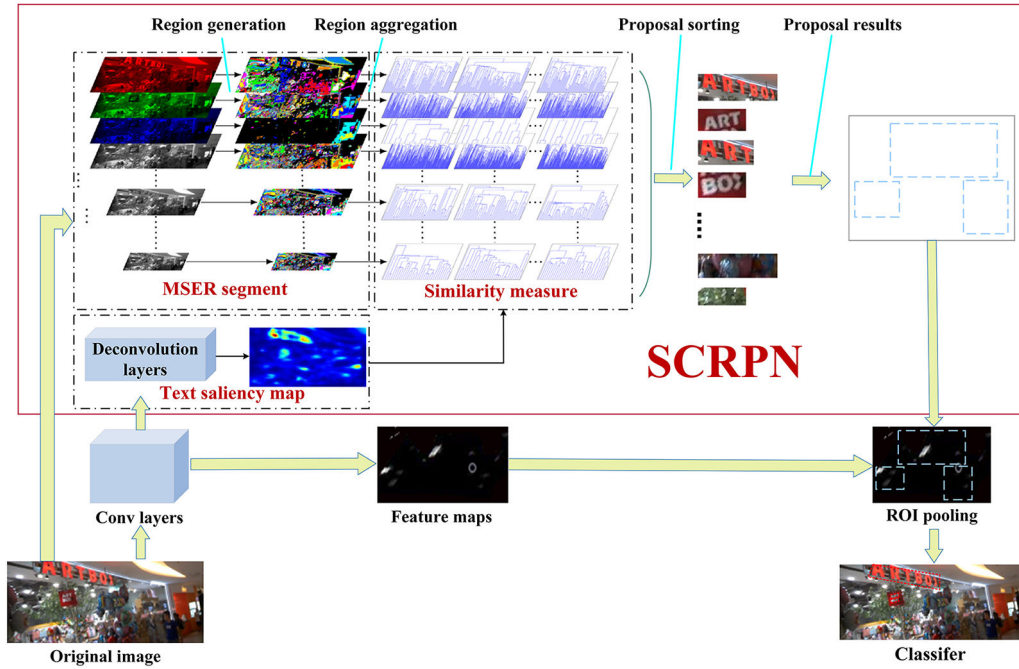 Region generation
Region aggregation
Proposal sorting
Proposal results
MSER segment
Similarity measure
ART
BOX
Deconvolution
layers
Text saliency map
SCRPN
Conv layers
Feature maps
ROI pooling
Original image
Classifer